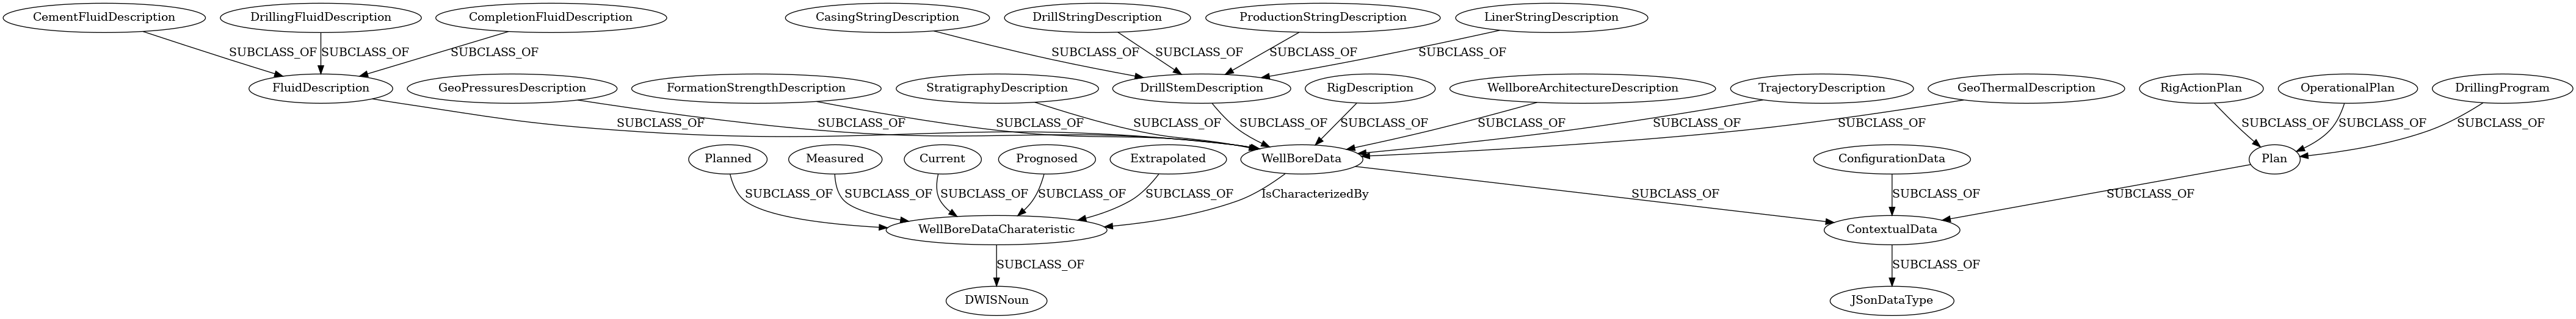 CementFluidDescription DrillingFluidDescription CompletionFluidDescription CasingStringDescription DrillStringDescription ProductionStringDescription LinerStringDescription
SUBCLASS_OF SUBCLASS_OF SUBCLASS_OF SUBCLASS_OF SUBCLASS_OF SUBCLASS_OF SUBCLASS_OF
FluidDescription GeoPressuresDescription FormationStrengthDescription StratigraphyDescription DrillStemDescription RigDescription WellboreArchitectureDescription TrajectoryDescription GeoThermalDescription RigActionPlan OperationalPlan DrillingProgram
SUBCLASS_OF SUBCLASS_OF SUBCLASS_OF SUBCLASS_OF SUBCLASS_OF SUBCLASS_OF SUBCLASS_OF SUBCLASS_OF SUBCLASS_OF SUBCLASS_OF SUBCLASS_OF SUBCLASS_OF
Planned Measured Current Prognosed Extrapolated WellBoreData ConfigurationData Plan
SUBCLASS_OF SUBCLASS_OF SUBCLASS_OF SUBCLASS_OF SUBCLASS_OF IsCharacterizedBy SUBCLASS_OF SUBCLASS_OF SUBCLASS_OF
WellBoreDataCharateristic ContextualData
SUBCLASS_OF SUBCLASS_OF
DWISNoun JSonDataType